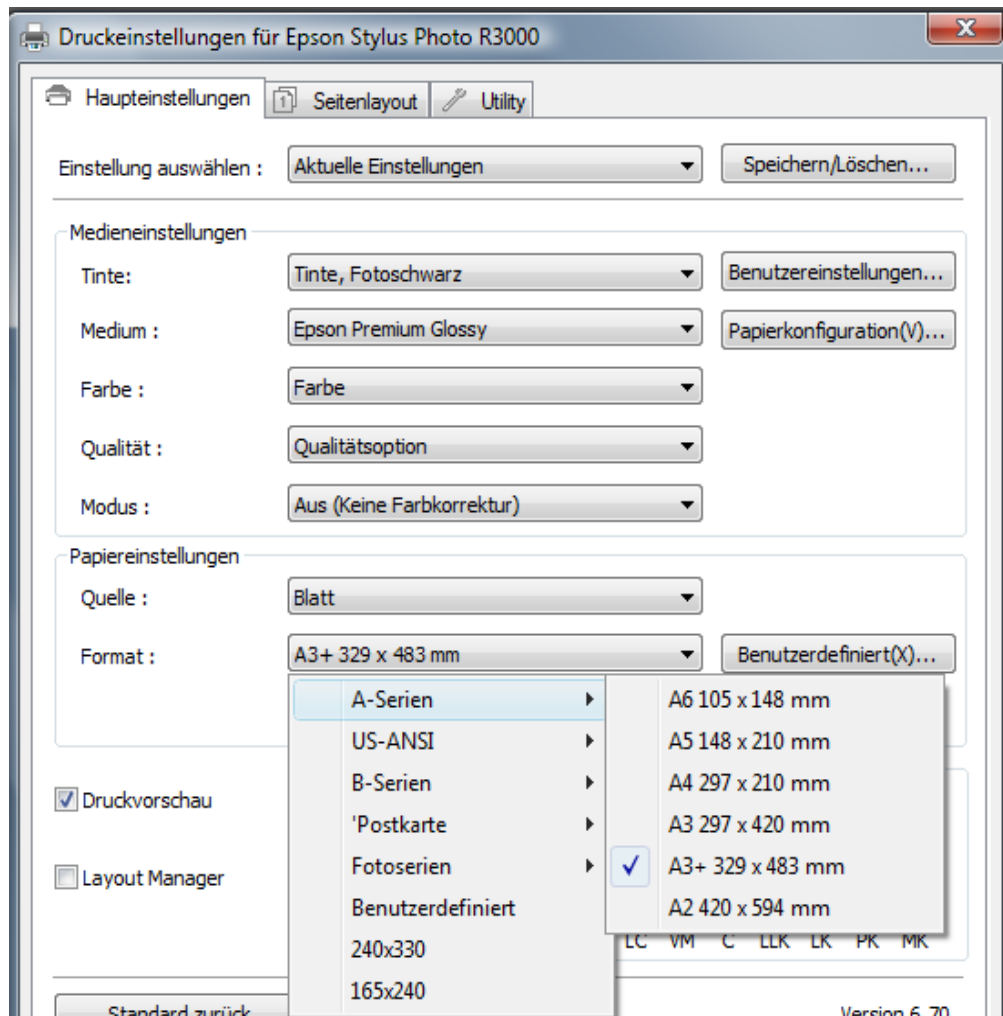 Druckeinstellungen für Epson Stylus Photo R3000
Haupteinstellungen
Seitenlayout
Utility
Einstellung auswählen :
Aktuelle Einstellungen
Speichern/Löschen...
Medieneinstellungen
Tinte:
Tinte, Fotoschwarz
Benutzereinstellungen...
Medium :
Epson Premium Glossy
Papierkonfiguration(V)...
Farbe :
Farbe
Qualität :
Qualitätsoption
Modus :
Aus (Keine Farbkorrektur)
Papiereinstellungen
Quelle :
Blatt
Format :
A3+ 329 x 483 mm
Benutzerdefiniert(X)...
A-Serien
A6 105 x 148 mm
US-ANSI
A5 148 x 210 mm
B-Serien
A4 297 x 210 mm
Druckvorschau
'Postkarte
A3 297 x 420 mm
Fotoserien
A3+ 329 x 483 mm
Layout Manager
Benutzerdefiniert
A2 420 x 594 mm
240x330
LC VM C LLK LK PK MK
165x240
Standard zurück
Version 6.70